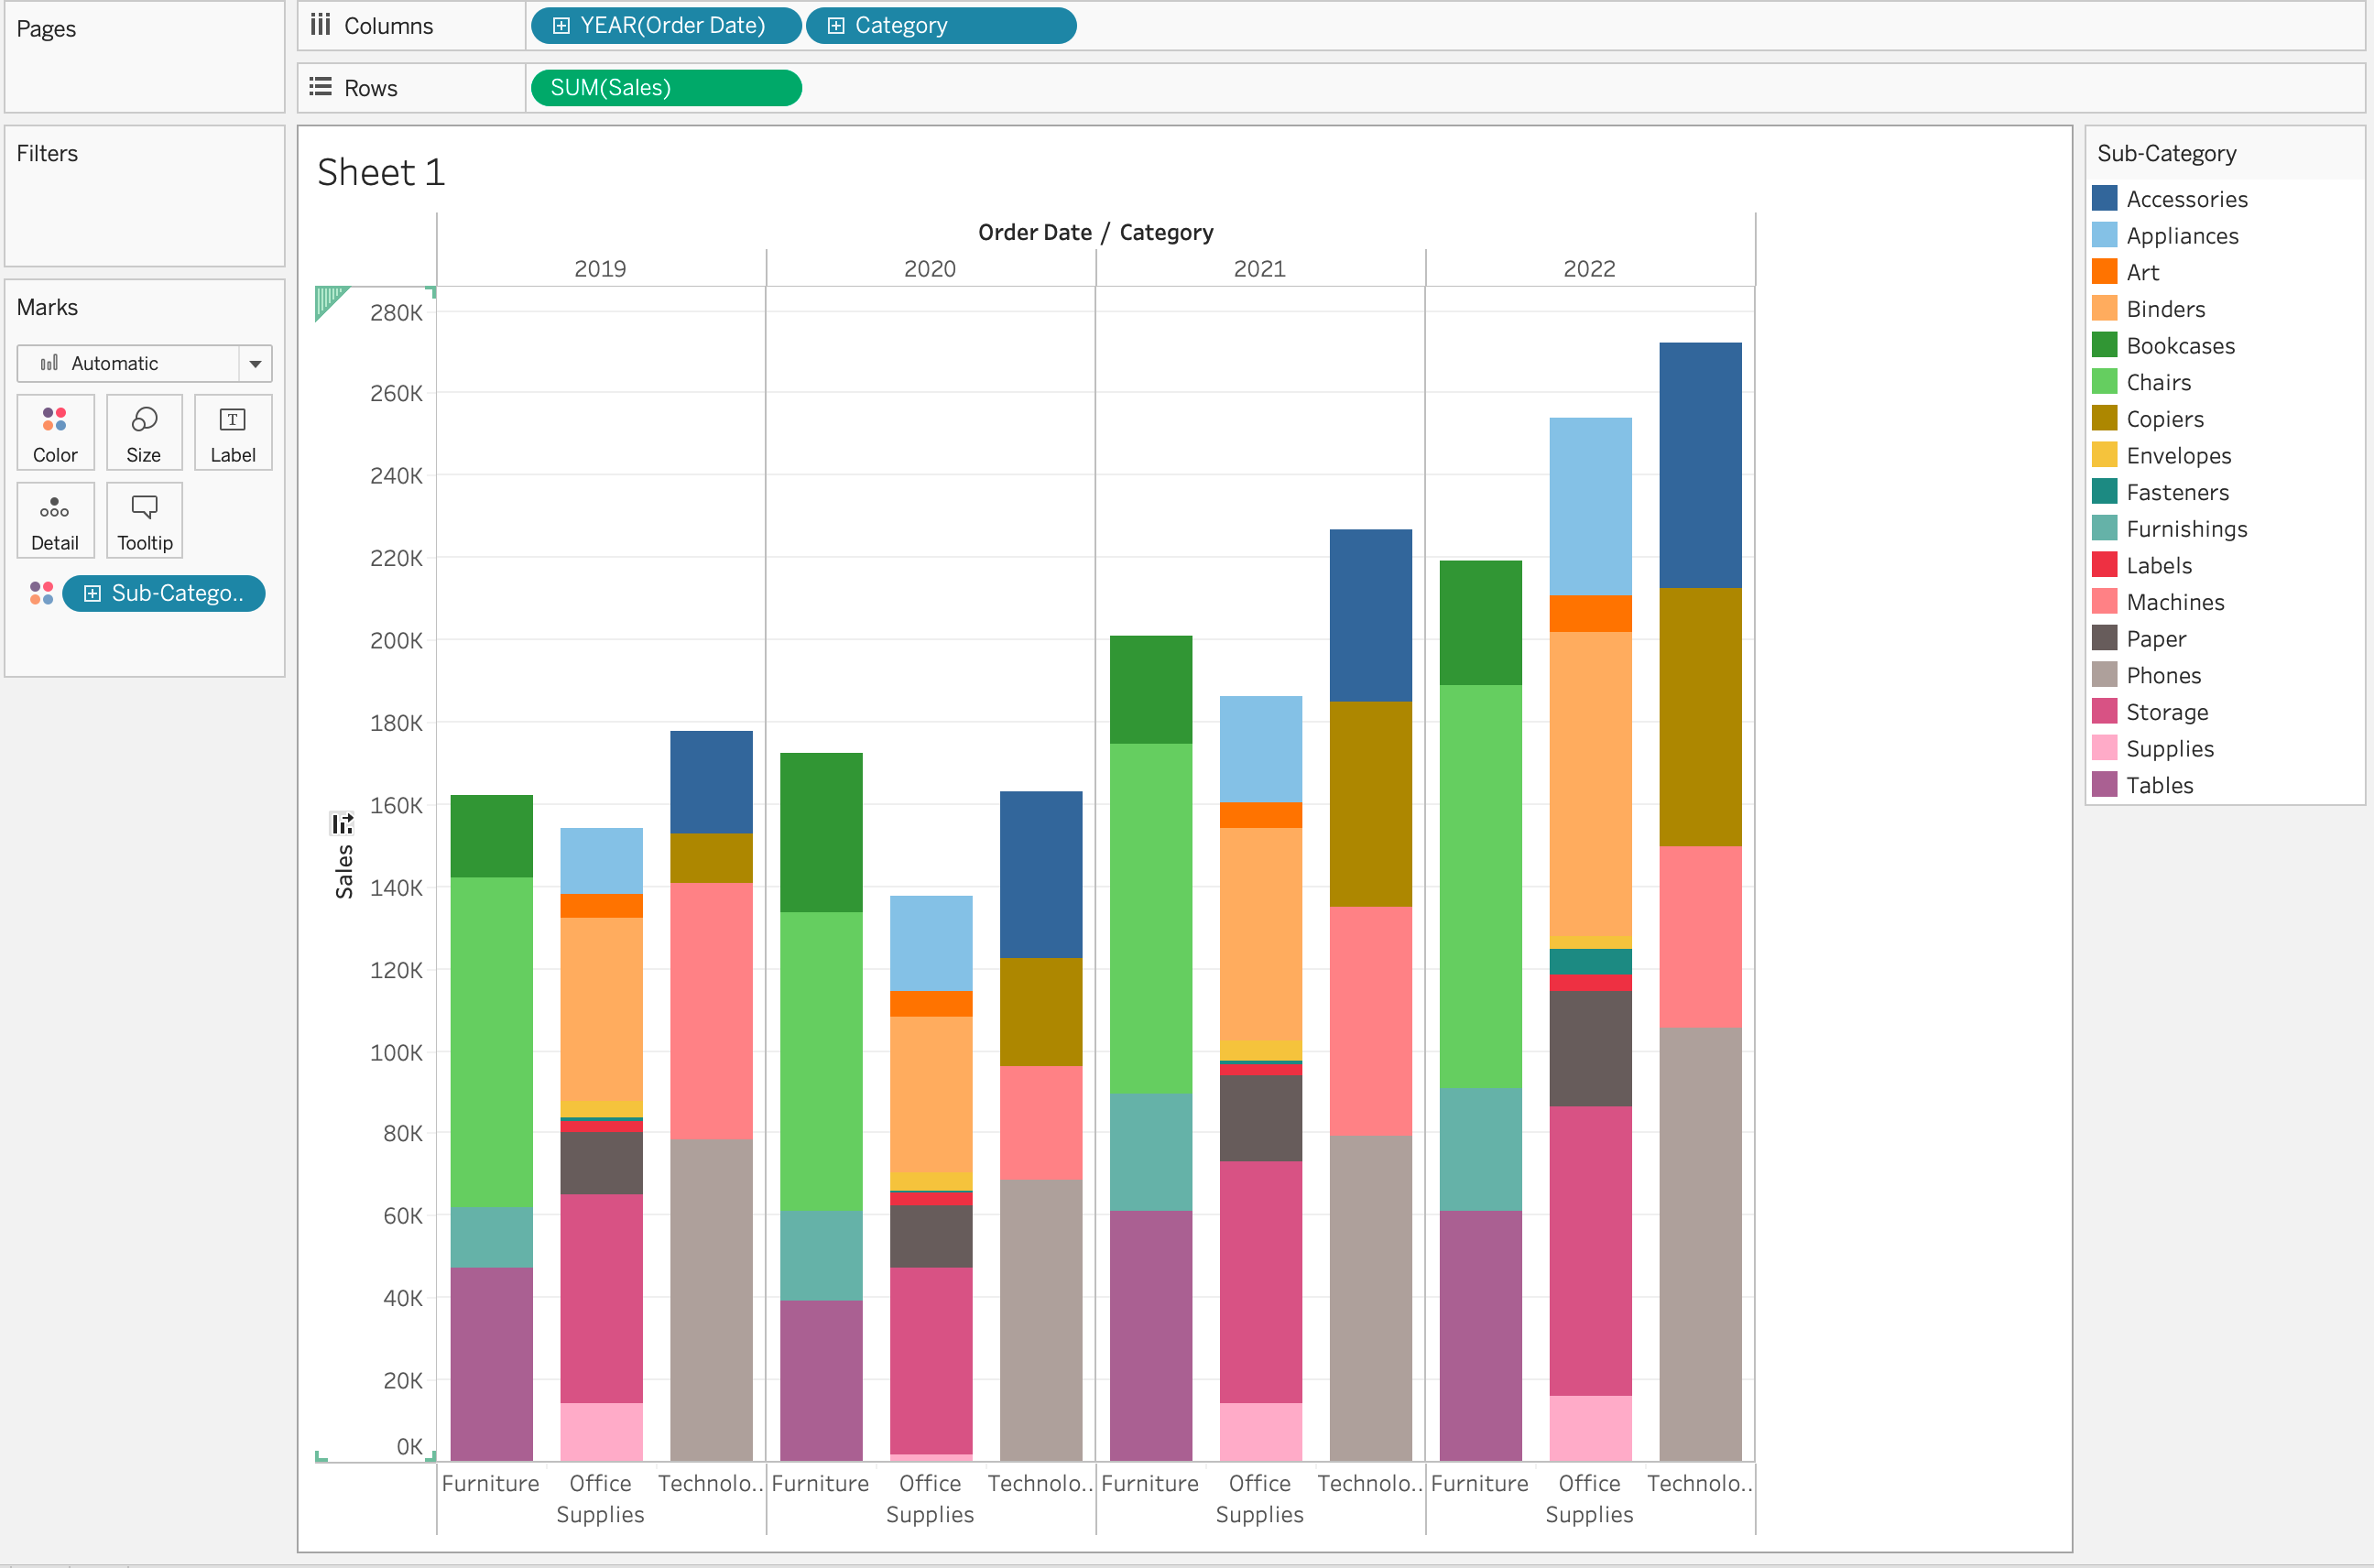 Pages
Columns
YEAR(Order Date)
Category
Rows
SUM(Sales)
Filters
Marks
Automatic
Color
Size
T
Label
Detail
Tooltip
Sub-Catego..
Sheet 1
Order Date / Category
2019
2020
2021
2022
280K
260K
240K
220K
200K
180K
160K
140K
120K
100K
80K
60K
40K
20K
0K
Sales
Furniture
Office
Supplies
Technolo..
Furniture
Office
Supplies
Technolo..
Furniture
Office
Supplies
Technolo..
Furniture
Office
Supplies
Technolo..
Sub-Category
Accessories
Appliances
Art
Binders
Bookcases
Chairs
Copiers
Envelopes
Fasteners
Furnishings
Labels
Machines
Paper
Phones
Storage
Supplies
Tables